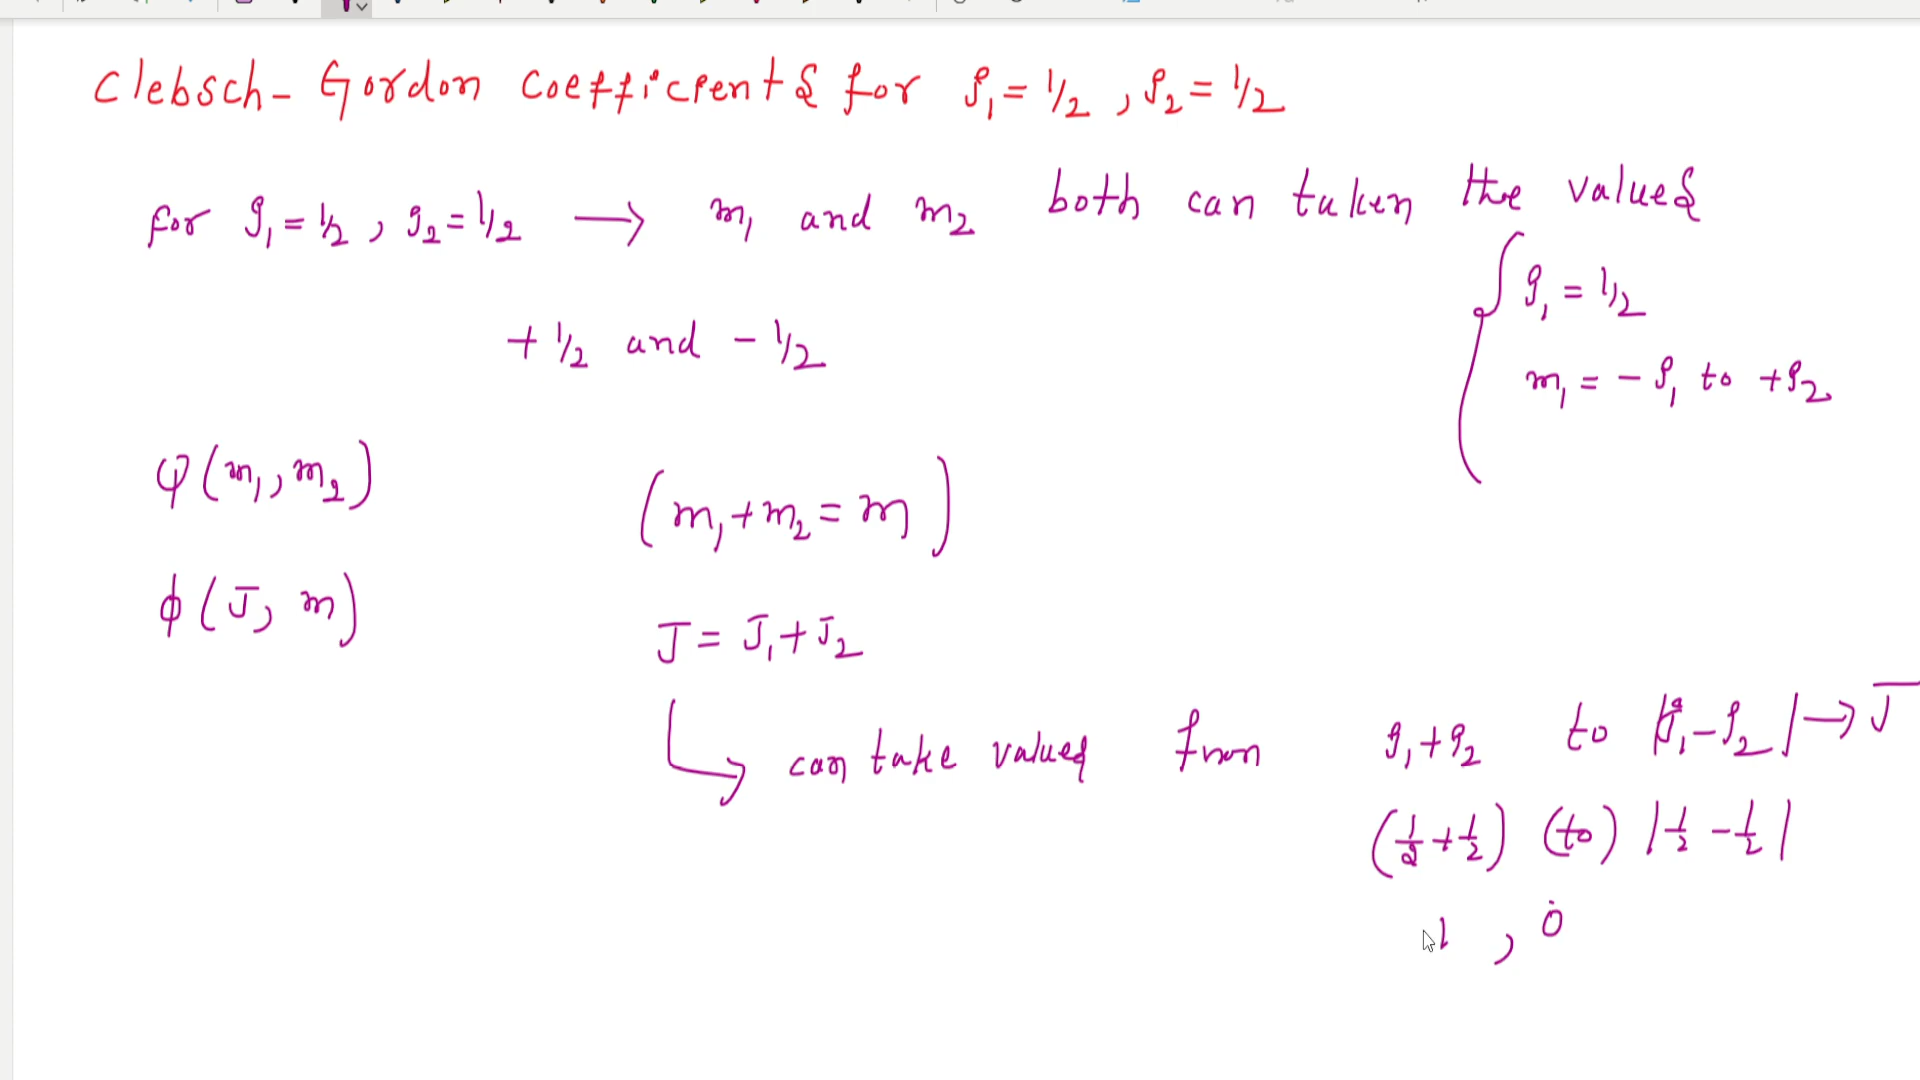 Clebsch-Gordon Coefficients for j₁ = 1/2 , j₂ = 1/2
for j₁ = 1/2 , j₂ = 1/2 → m₁ and m₂ both can taken the values
+ 1/2 and - 1/2
j₁ = 1/2
m₁ = - j₁ to + j₂
φ(m₁, m₂)
(m₁ + m₂ = m)
ϕ(J, m)
J = J₁ + J₂
↳ can take values from j₁ + j₂ to |j₁ - j₂| → J
(1/2 + 1/2) (to) |1/2 - 1/2|
1 , 0